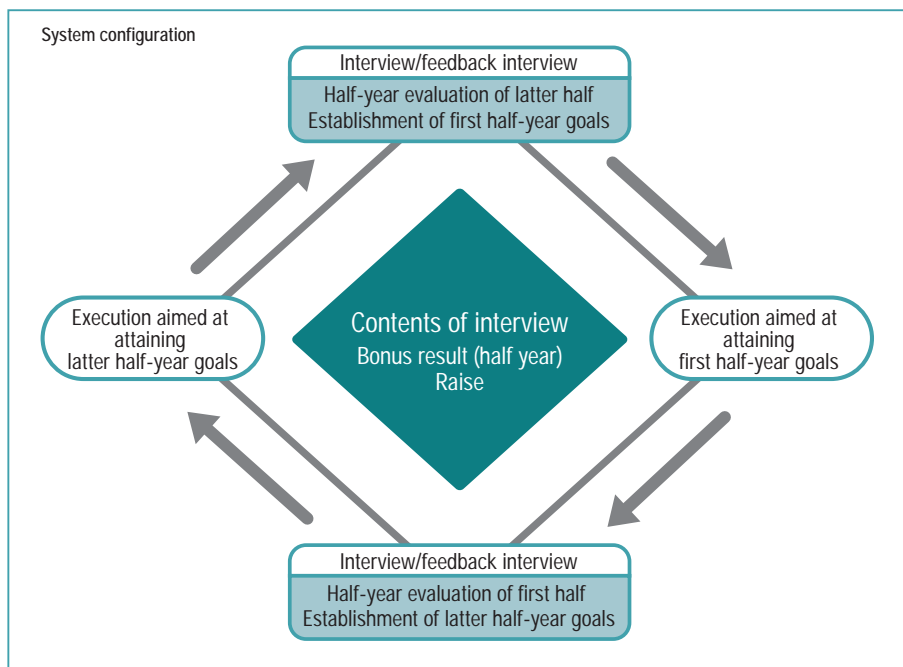 System configuration
Interview/feedback interview
Half-year evaluation of latter half
Establishment of first half-year goals
Execution aimed at
attaining
latter half-year goals
Contents of interview
Bonus result (half year)
Raise
Execution aimed at
attaining
first half-year goals
Interview/feedback interview
Half-year evaluation of first half
Establishment of latter half-year goals